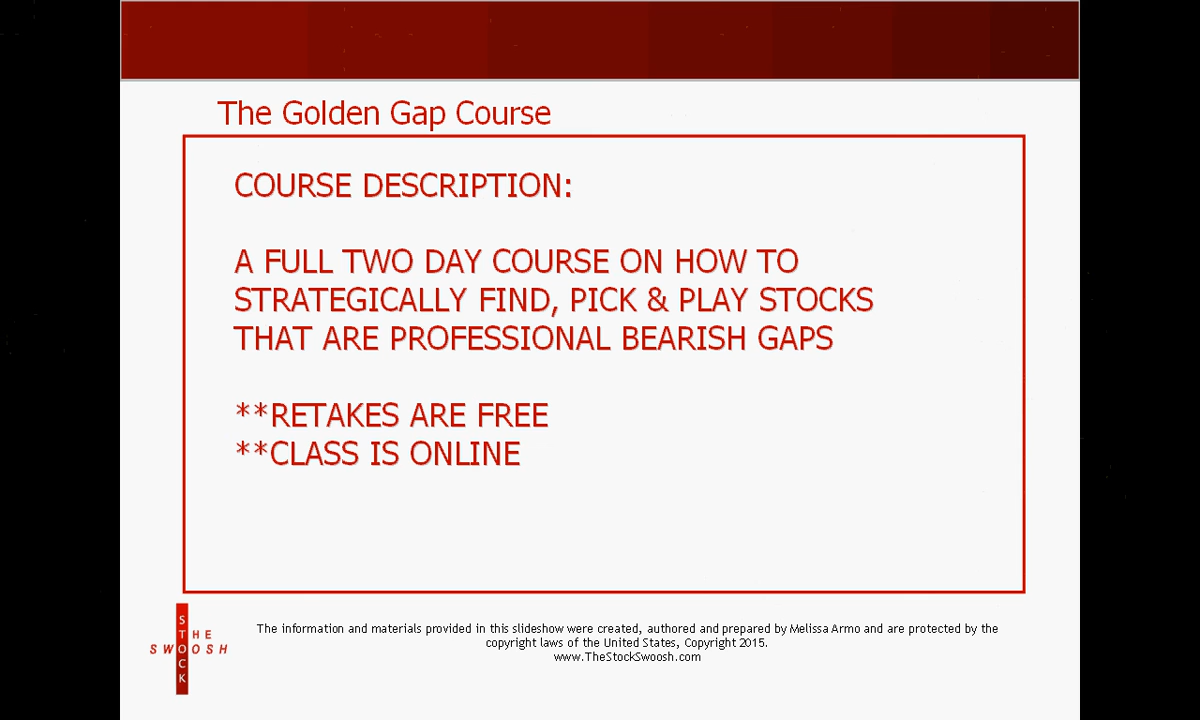 The Golden Gap Course
COURSE DESCRIPTION:
A FULL TWO DAY COURSE ON HOW TO
STRATEGICALLY FIND, PICK & PLAY STOCKS
THAT ARE PROFESSIONAL BEARISH GAPS
**RETAKES ARE FREE
**CLASS IS ONLINE
THE
STOCK
SWOOSH
The information and materials provided in this slideshow were created, authored and prepared by Melissa Armo and are protected by the
copyright laws of the United States, Copyright 2015.
www.TheStockSwoosh.com